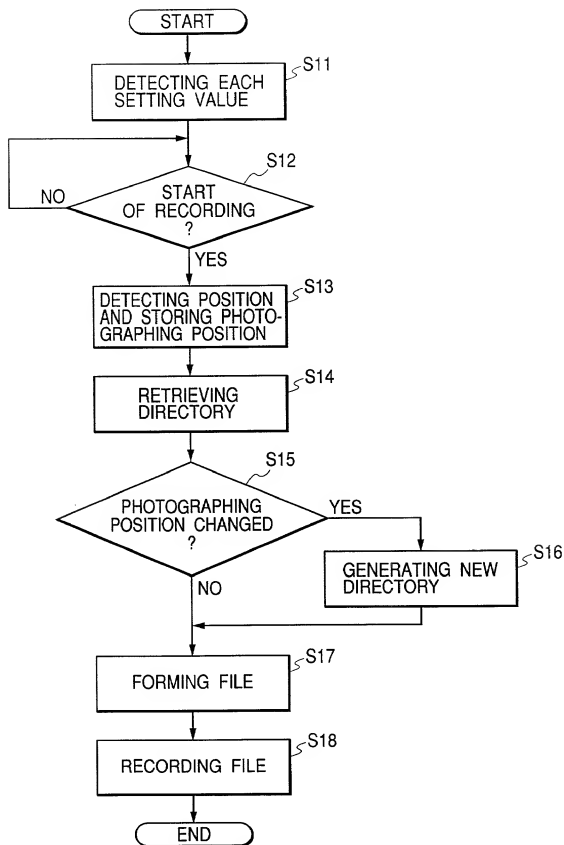 START
S11
DETECTING EACH
SETTING VALUE
S12
NO
START
OF RECORDING
?
YES
S13
DETECTING POSITION
AND STORING PHOTO-
GRAPHING POSITION
S14
RETRIEVING
DIRECTORY
S15
PHOTOGRAPHING
POSITION CHANGED
?
YES
S16
GENERATING NEW
DIRECTORY
NO
S17
FORMING FILE
S18
RECORDING FILE
END